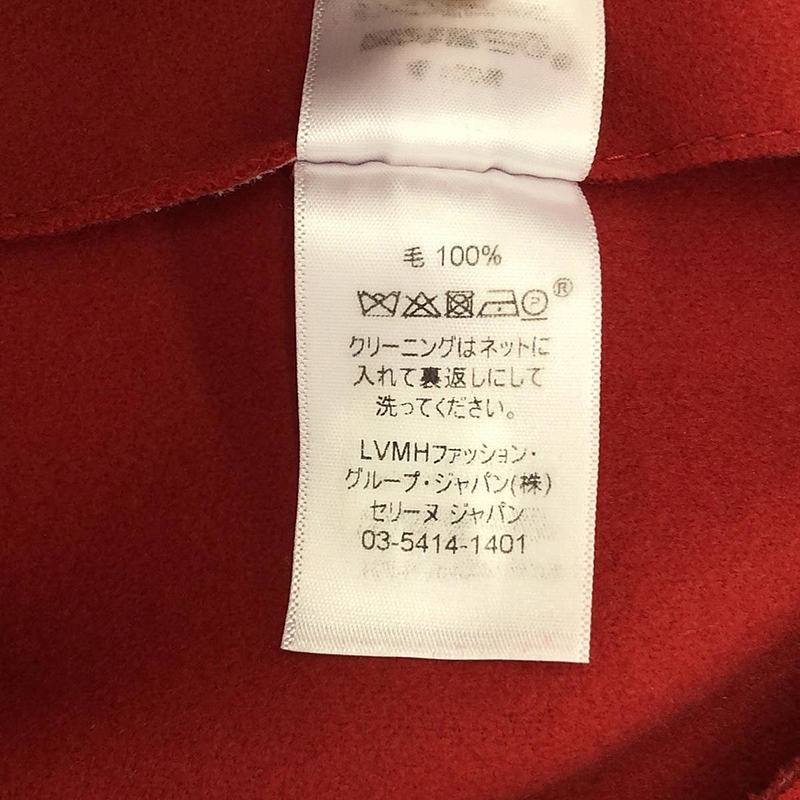 毛 100%
P ®
クリーニングはネットに
入れて裏返しにして
洗ってください。
LVMHファッション・
グループ・ジャパン(株)
セリーヌ ジャパン
03-5414-1401